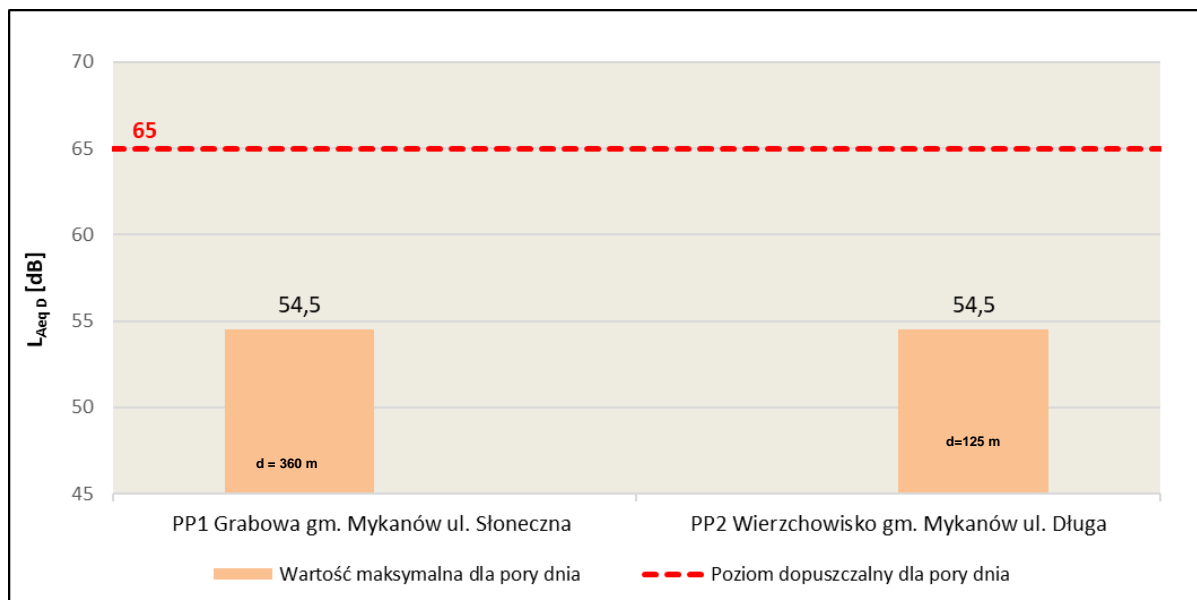 70
65
65
60
55
50
45
L_Aeq D [dB]
54,5
54,5
d = 360 m
d=125 m
PP1 Grabowa gm. Mykanów ul. Słoneczna
PP2 Wierzchowisko gm. Mykanów ul. Długa
Wartość maksymalna dla pory dnia
Poziom dopuszczalny dla pory dnia